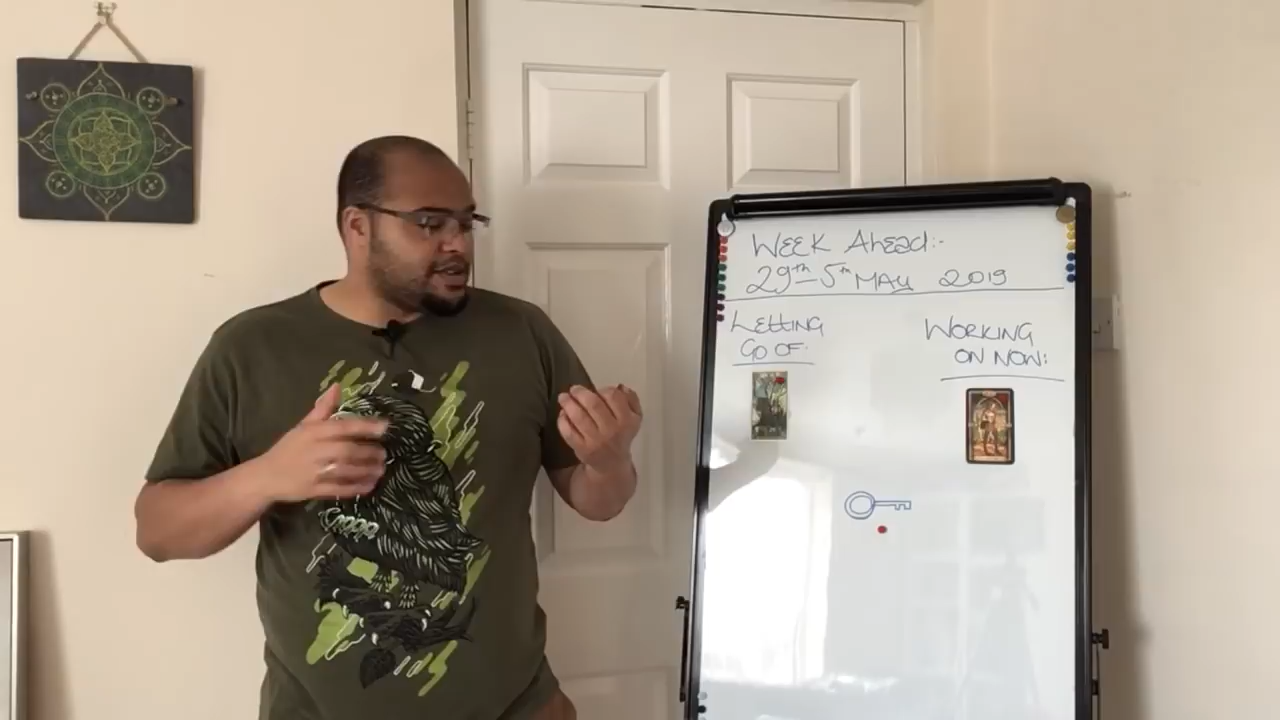 WEEK AHEAD:-
29th-5th MAY 2019
LETTING
GO OF:
WORKING
ON NOW: